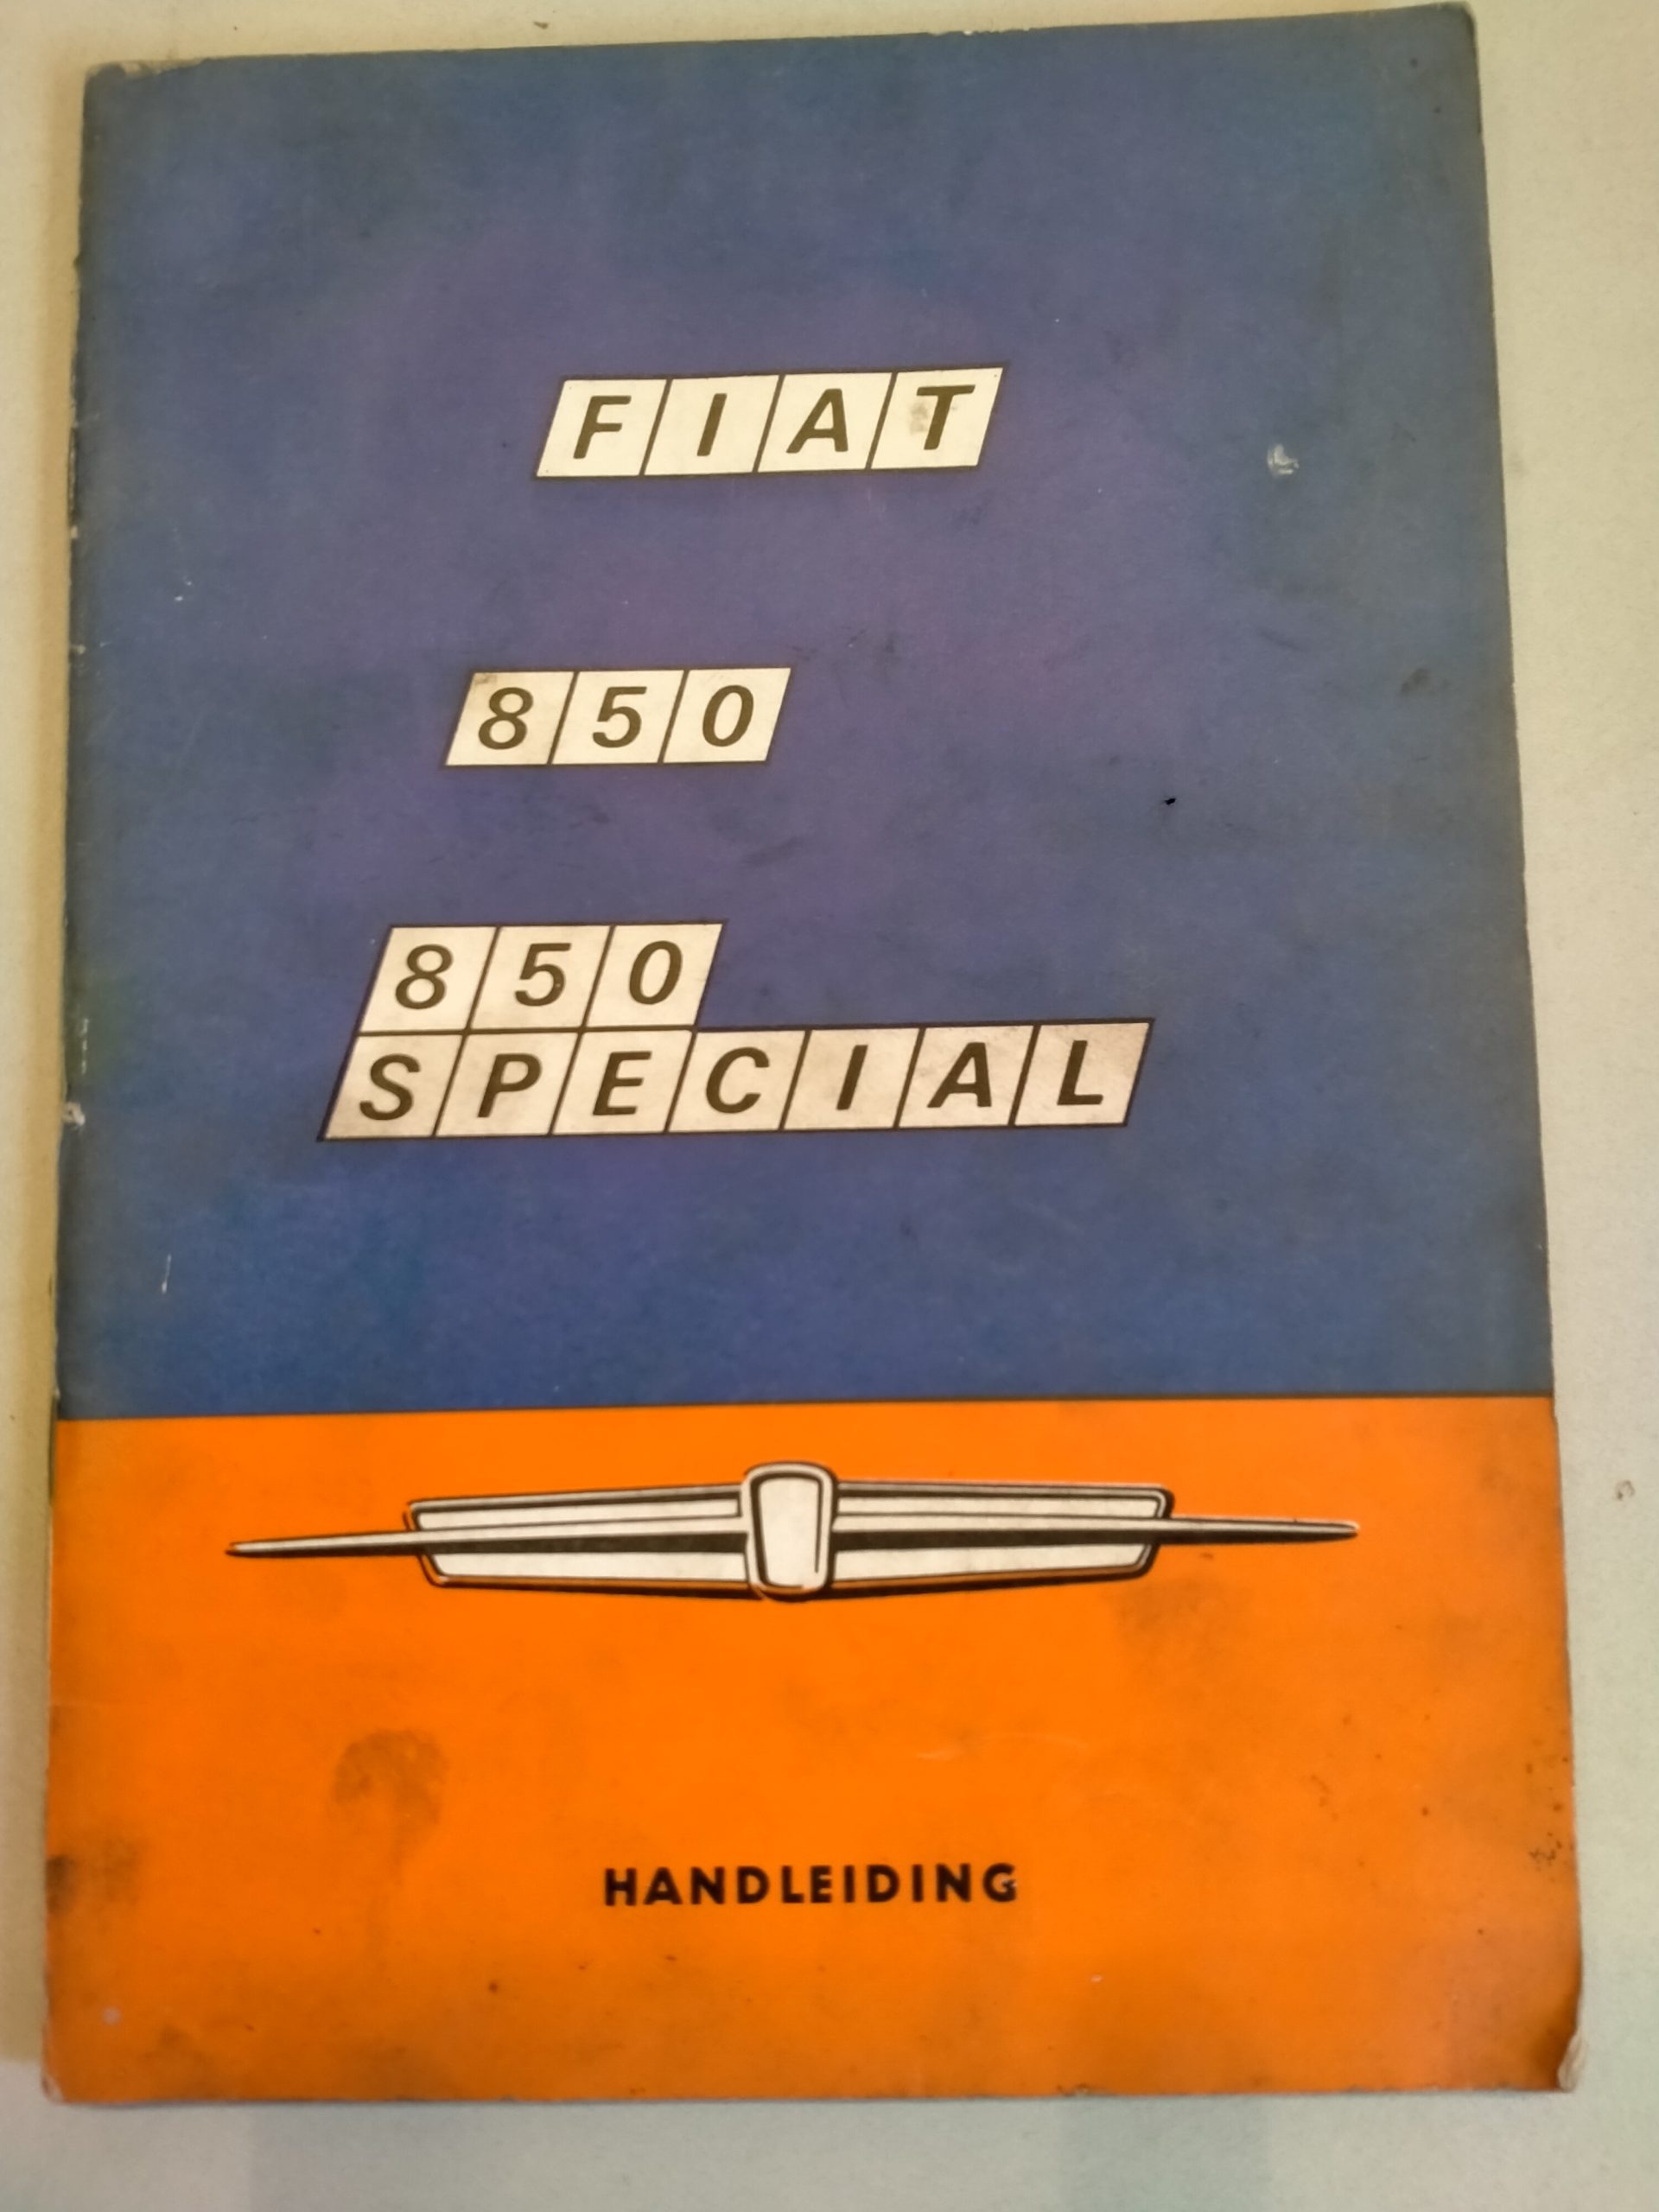 FIAT
850
850
SPECIAL
HANDLEIDING